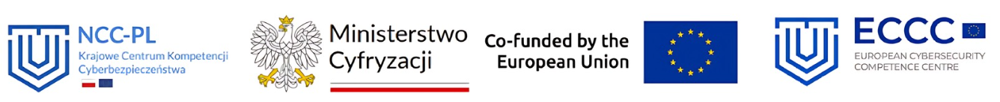 NCC-PL
Krajowe Centrum Kompetencji
Cyberbezpieczeństwa
Ministerstwo
Cyfryzacji
Co-funded by the
European Union
ECCC
EUROPEAN CYBERSECURITY
COMPETENCE CENTRE